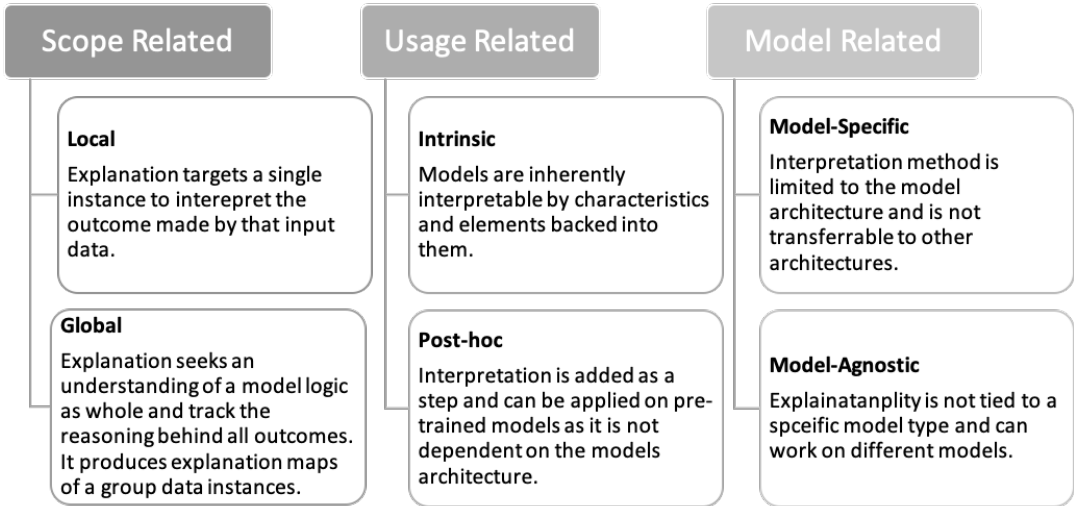 Scope Related
Local
Explanation targets a single
instance to interepret the
outcome made by that input
data.
Global
Explanation seeks an
understanding of a model logic
as whole and track the
reasoning behind all outcomes.
It produces explanation maps
of a group data instances.
Usage Related
Intrinsic
Models are inherently
interpretable by characteristics
and elements backed into
them.
Post-hoc
Interpretation is added as a
step and can be applied on pre-
trained models as it is not
dependent on the models
architecture.
Model Related
Model-Specific
Interpretation method is
limited to the model
architecture and is not
transferrable to other
architectures.
Model-Agnostic
Explainatanplity is not tied to a
spceific model type and can
work on different models.